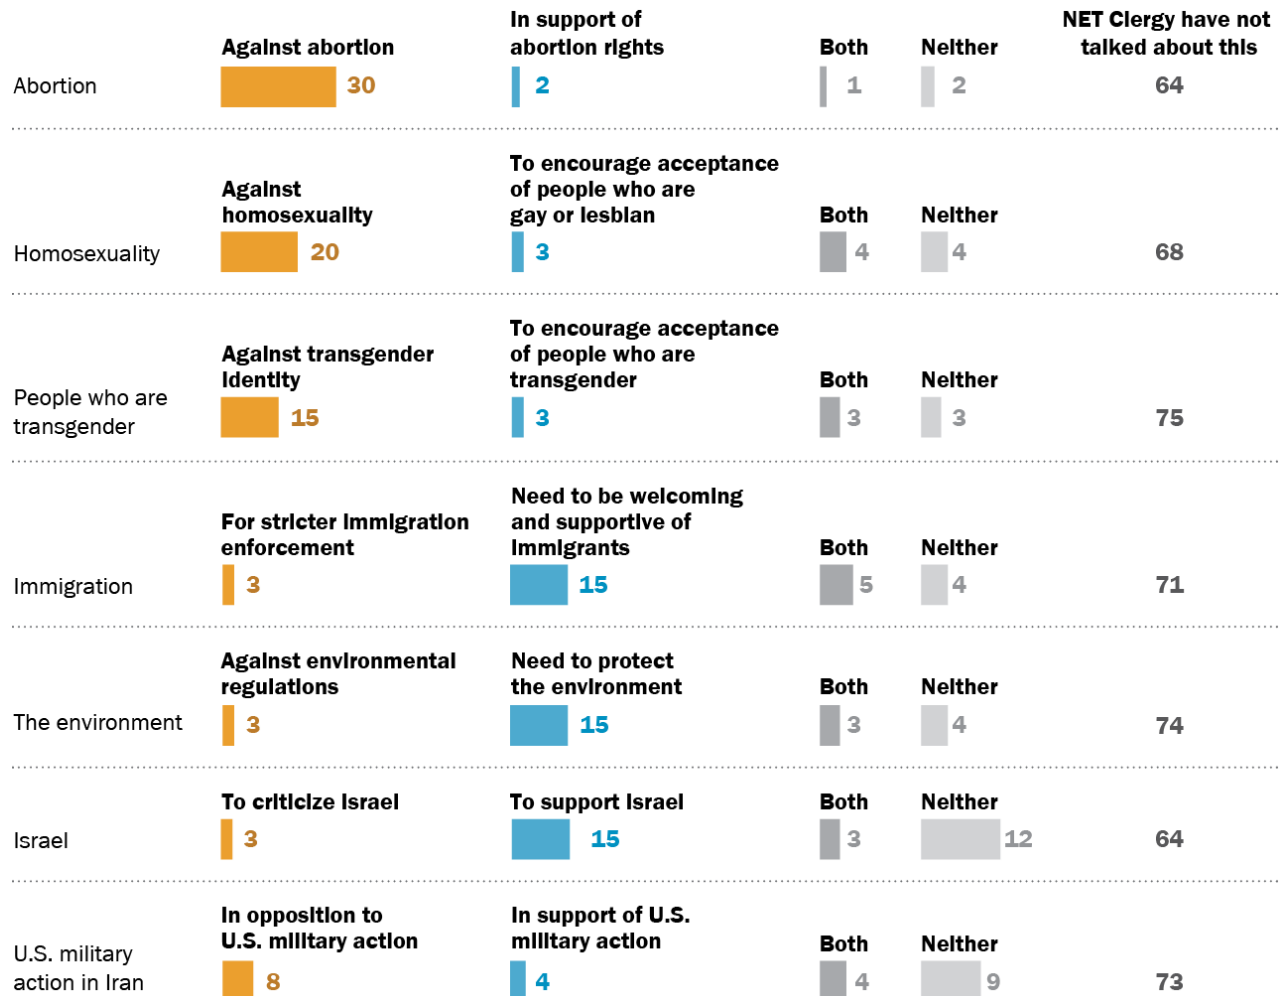 Against abortion
In support of
abortion rights
Both
Neither
NET Clergy have not
talked about this
Abortion
30
2
1
2
64
Against
homosexuality
To encourage acceptance
of people who are
gay or lesbian
Both
Neither
Homosexuality
20
3
4
4
68
Against transgender
identity
To encourage acceptance
of people who are
transgender
Both
Neither
People who are
transgender
15
3
3
3
75
For stricter immigration
enforcement
Need to be welcoming
and supportive of
immigrants
Both
Neither
Immigration
3
15
5
4
71
Against environmental
regulations
Need to protect
the environment
Both
Neither
The environment
3
15
3
4
74
To criticize Israel
To support Israel
Both
Neither
Israel
3
15
3
12
64
In opposition to
U.S. military action
In support of U.S.
military action
Both
Neither
U.S. military
action in Iran
8
4
4
9
73